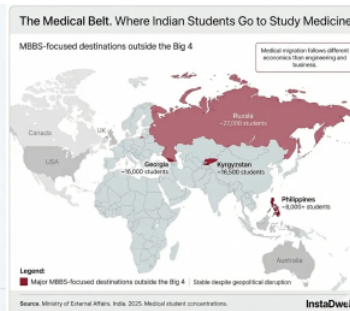 The Medical Belt. Where Indian Students Go to Study Medicine
MBBS-focused destinations outside the Big 4
Medical migration follows different
economics than engineering and
business.
Russia
~27,000 students
Canada
UK
USA
Georgia
~16,000 students
Kyrgyzstan
~16,500 students
Philippines
~8,000+ students
Australia
Legend:
Major MBBS-focused destinations outside the Big 4 | Stable despite geopolitical disruption
Source. Ministry of External Affairs, India, 2025. Medical student concentrations.
InstaDwe